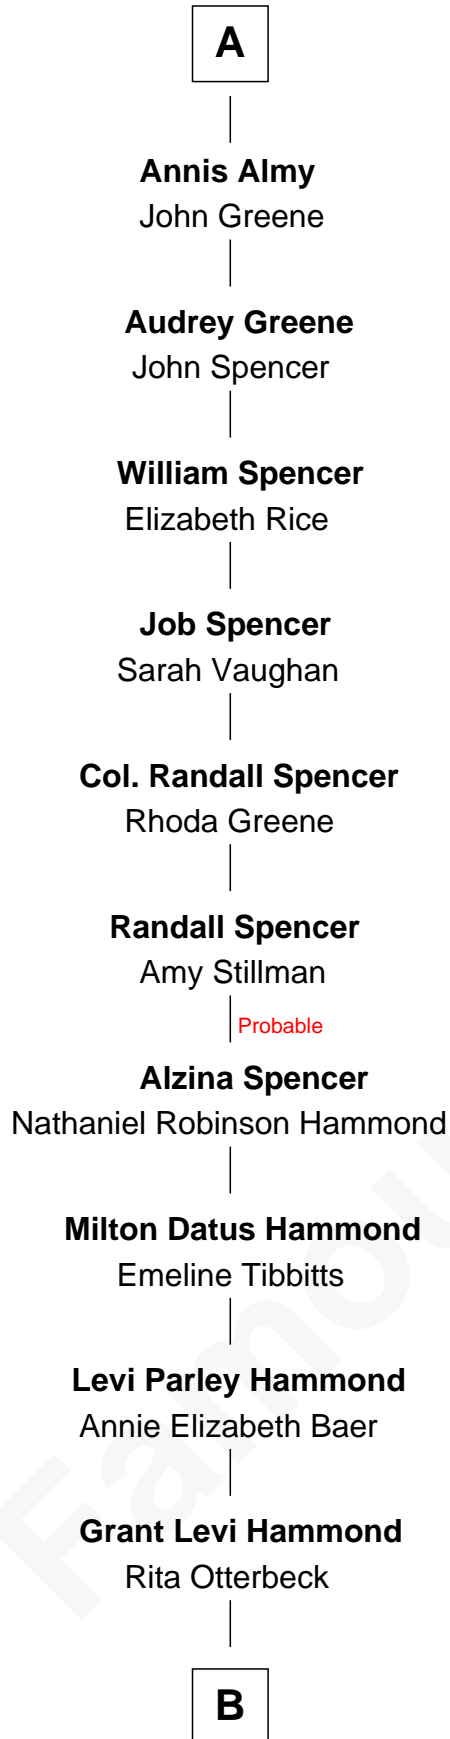 A
Annis Almy
John Greene
Audrey Greene
John Spencer
William Spencer
Elizabeth Rice
Job Spencer
Sarah Vaughan
Col. Randall Spencer
Rhoda Greene
Randall Spencer
Amy Stillman
Probable
Alzina Spencer
Nathaniel Robinson Hammond
Milton Datus Hammond
Emeline Tibbitts
Levi Parley Hammond
Annie Elizabeth Baer
Grant Levi Hammond
Rita Otterbeck
B
Famou